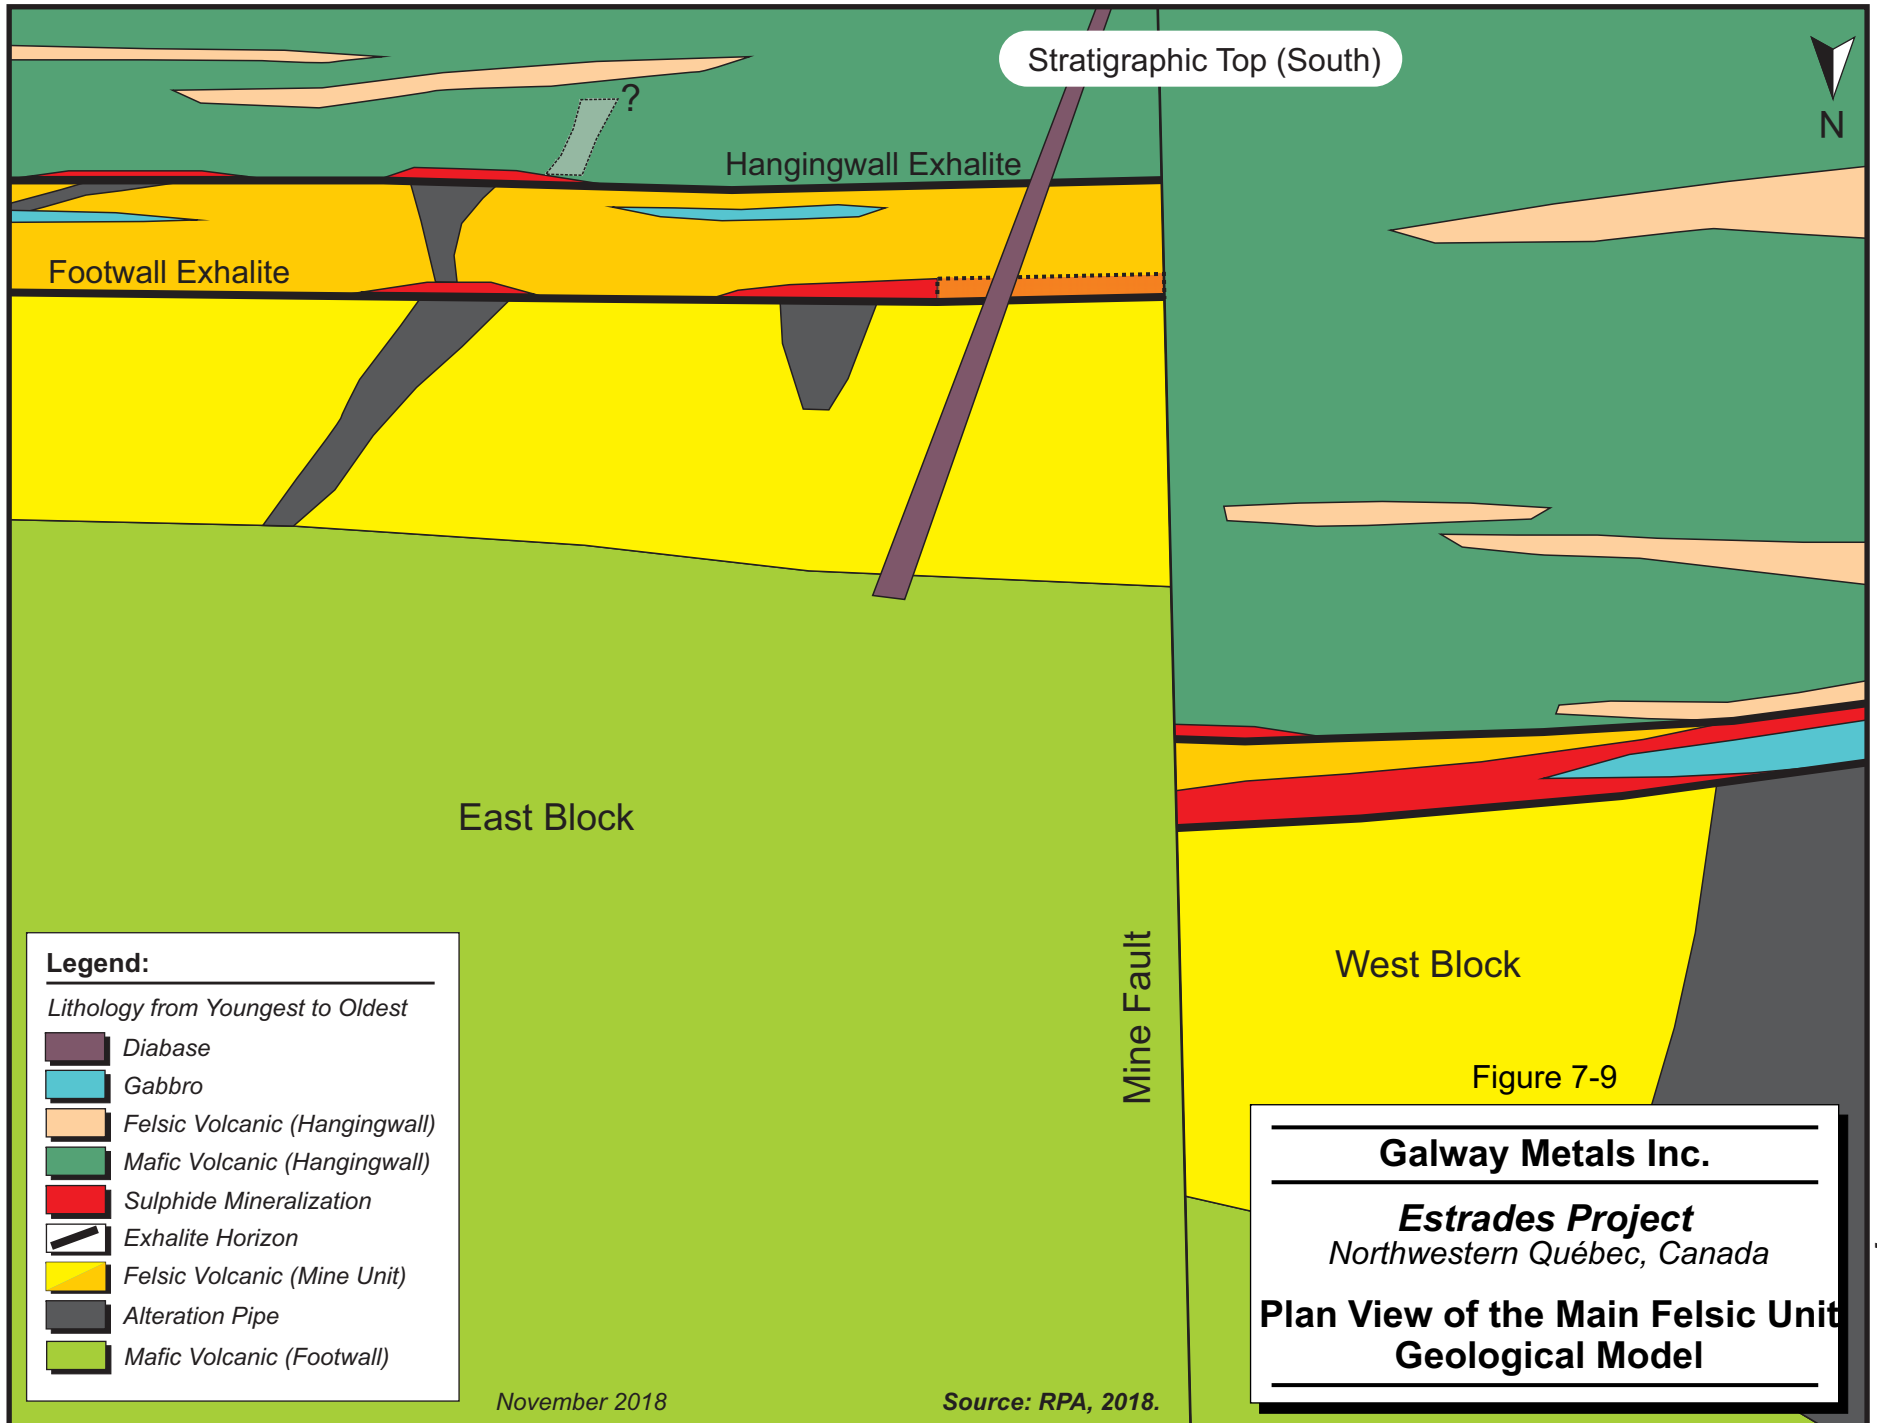 Stratigraphic Top (South)
N
?
Hangingwall Exhalite
Footwall Exhalite
East Block
West Block
Mine Fault
Legend:
Lithology from Youngest to Oldest
Diabase
Gabbro
Felsic Volcanic (Hangingwall)
Mafic Volcanic (Hangingwall)
Sulphide Mineralization
Exhalite Horizon
Felsic Volcanic (Mine Unit)
Alteration Pipe
Mafic Volcanic (Footwall)
November 2018
Source: RPA, 2018.
Figure 7-9
Galway Metals Inc.
Estrades Project
Northwestern Québec, Canada
Plan View of the Main Felsic Unit
Geological Model